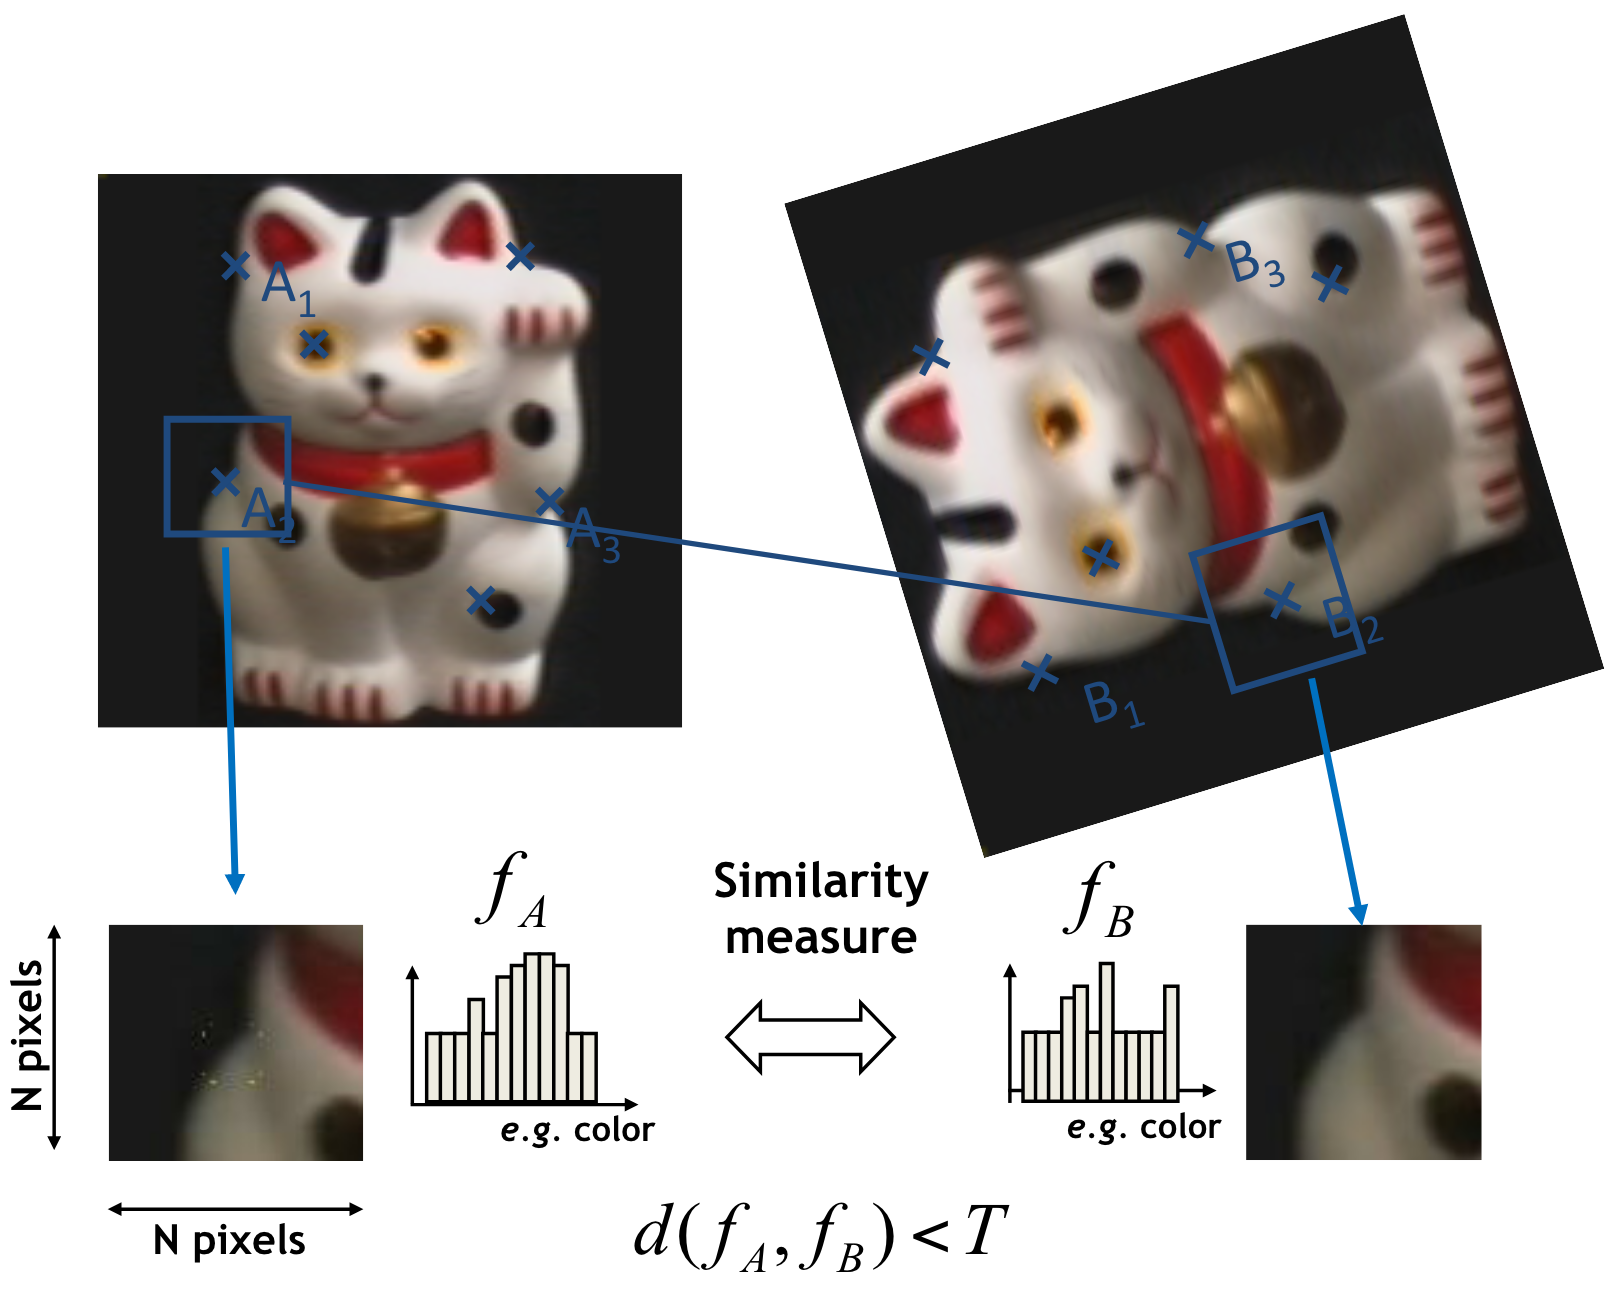 A1
A2
A3
B3
B2
B1
N pixels
N pixels
fA
e.g. color
Similarity
measure
fB
e.g. color
d(fA, fB) < T